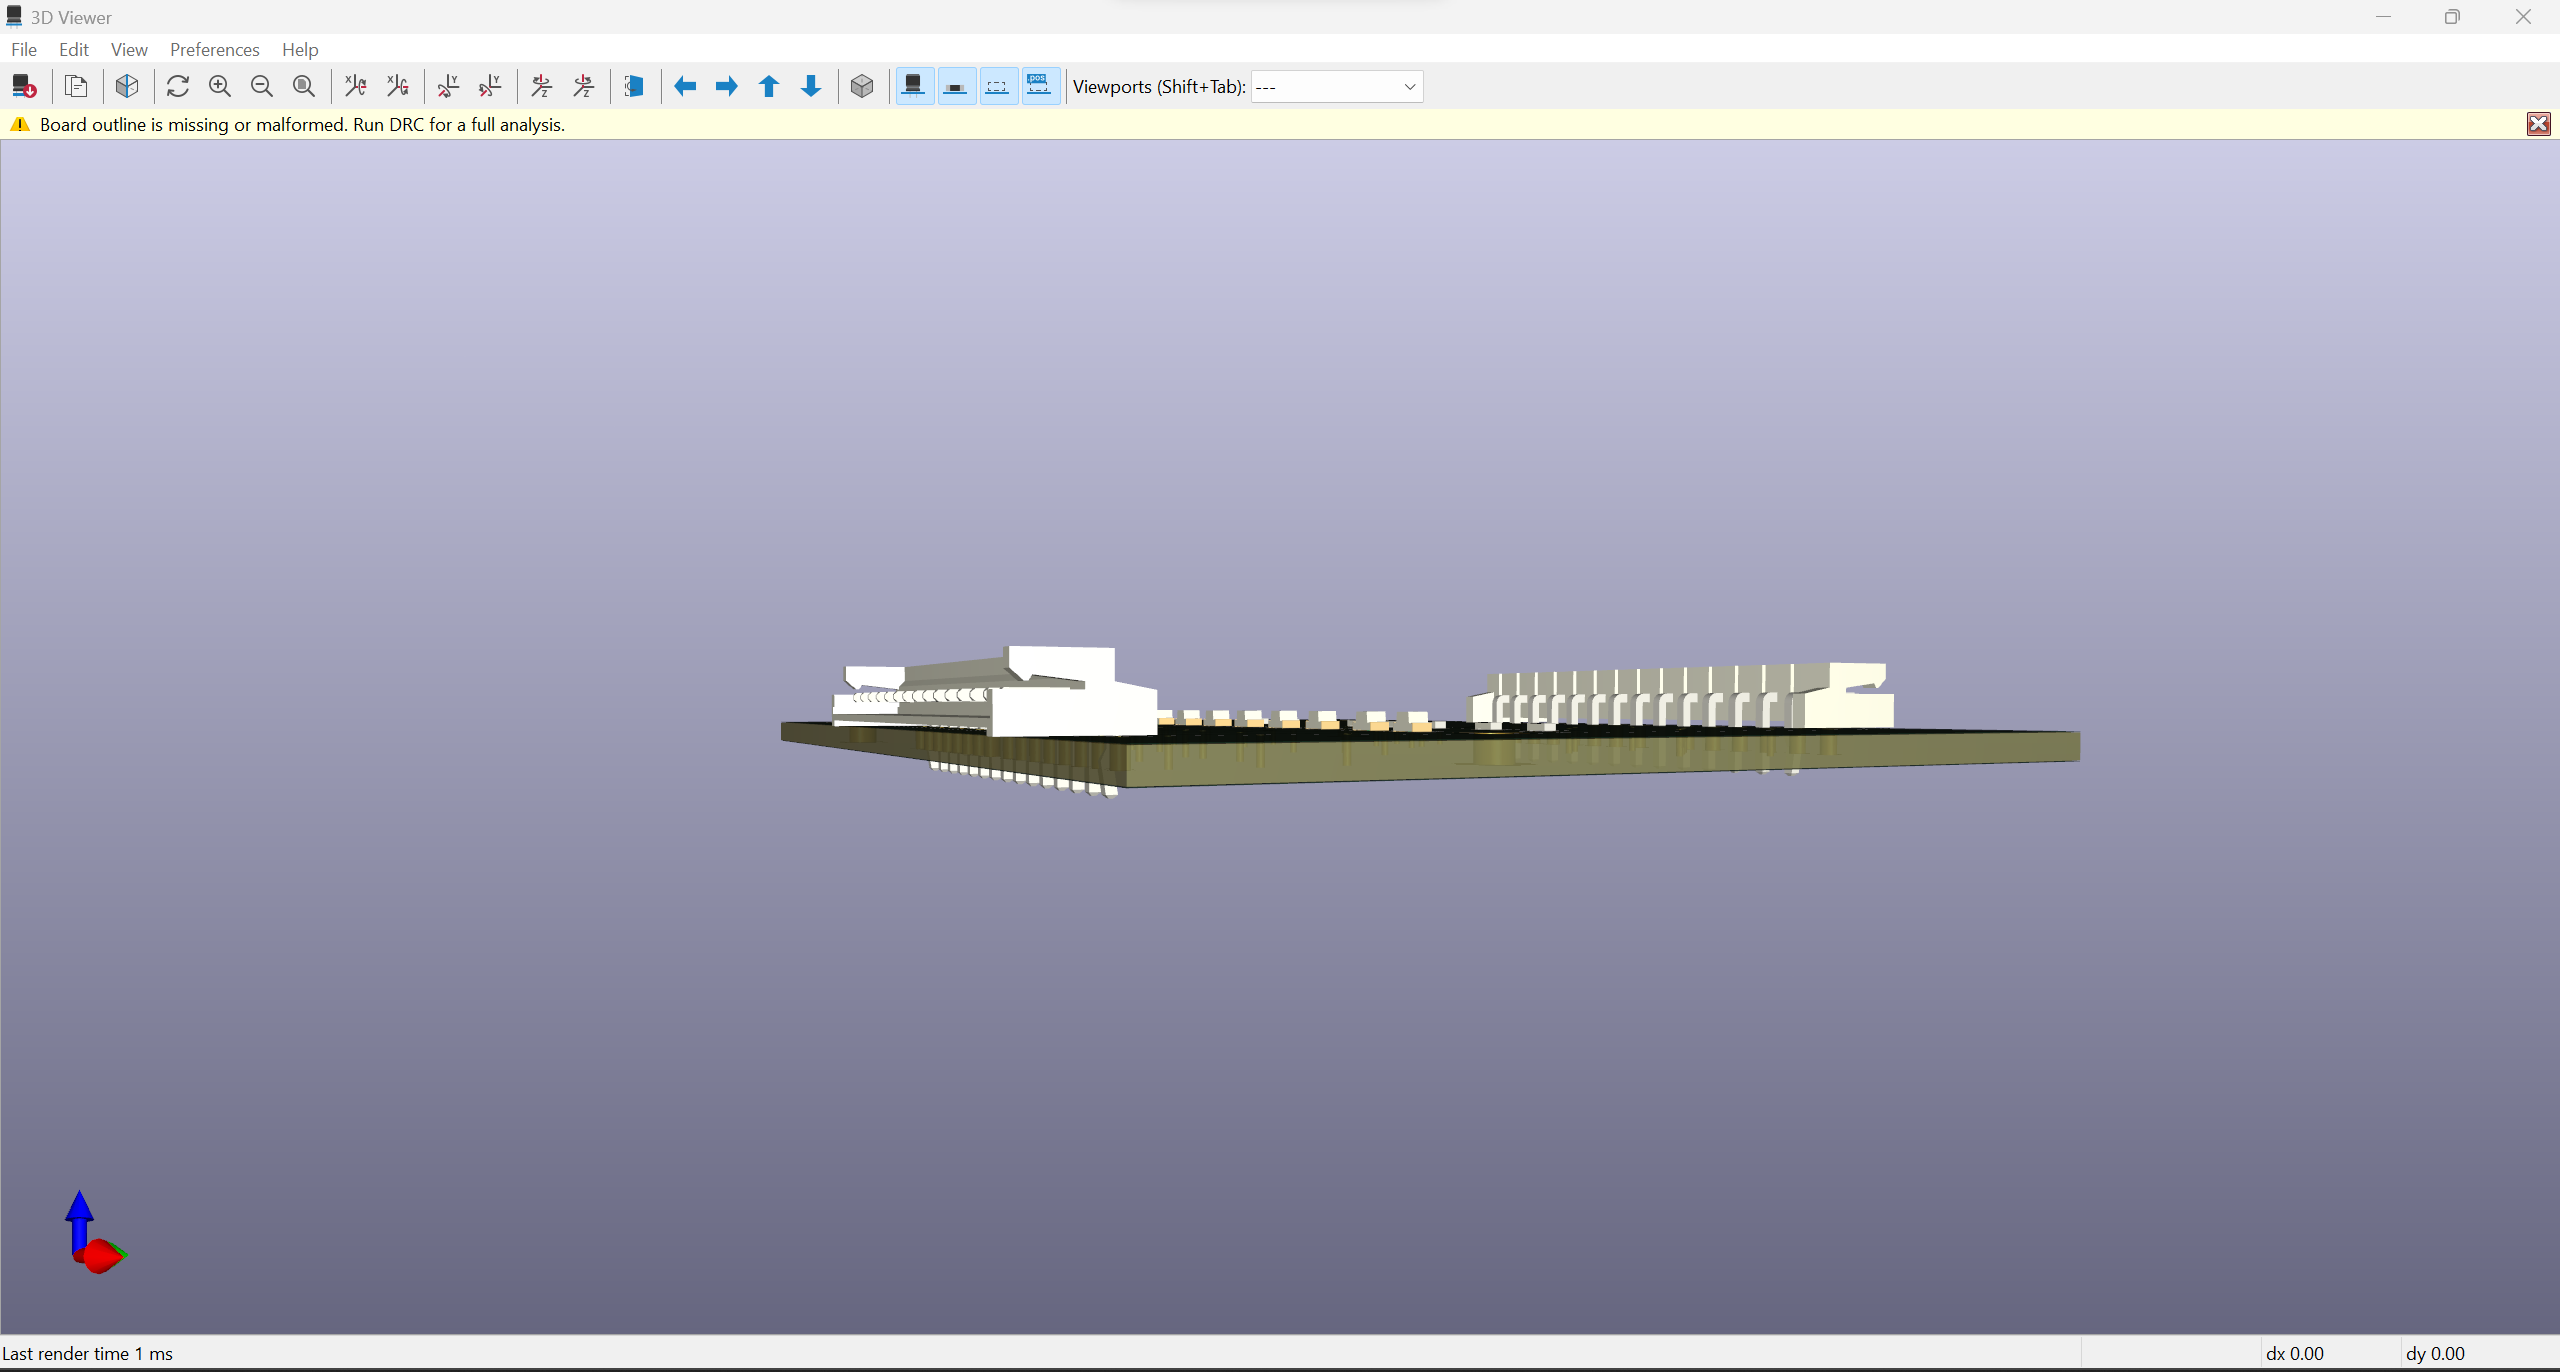 3D Viewer
File Edit View Preferences Help
Viewports (Shift+Tab): ---
Board outline is missing or malformed. Run DRC for a full analysis.
Last render time 1 ms dx 0.00 dy 0.00